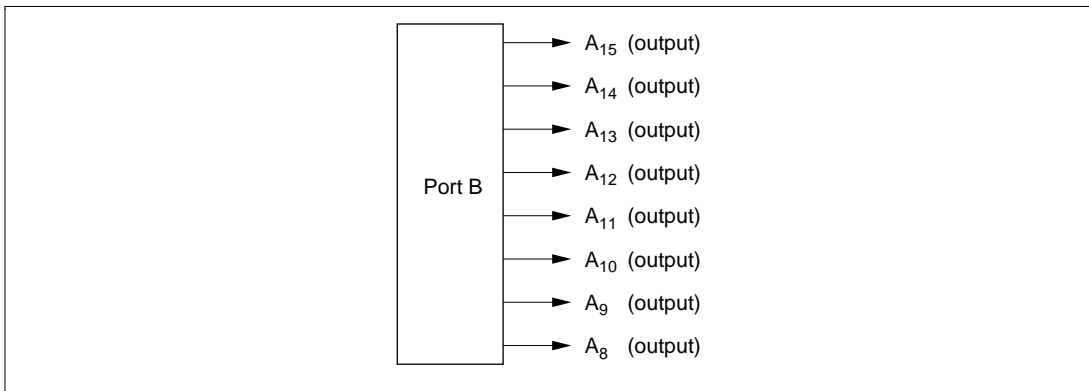 A15 (output)
A14 (output)
A13 (output)
A12 (output)
Port B
A11 (output)
A10 (output)
A9 (output)
A8 (output)